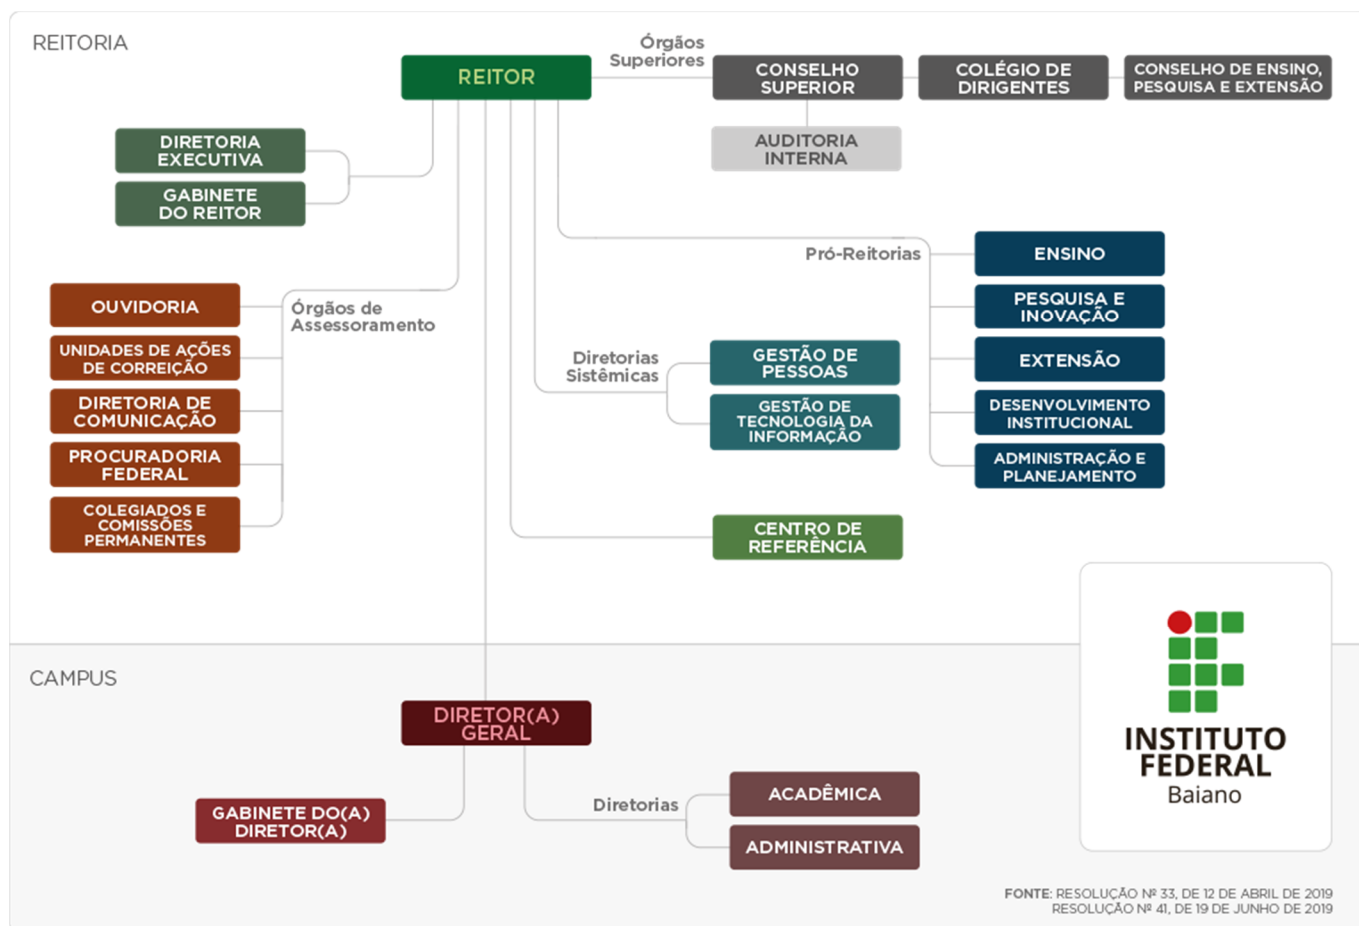 REITORIA
REITOR
Órgãos
Superiores
CONSELHO
SUPERIOR
COLÉGIO DE
DIRIGENTES
CONSELHO DE ENSINO,
PESQUISA E EXTENSÃO
AUDITORIA
INTERNA
DIRETORIA
EXECUTIVA
GABINETE
DO REITOR
Pró-Reitorias
ENSINO
PESQUISA E
INOVAÇÃO
EXTENSÃO
DESENVOLVIMENTO
INSTITUCIONAL
ADMINISTRAÇÃO E
PLANEJAMENTO
Órgãos de
Assessoramento
OUVIDORIA
UNIDADES DE AÇÕES
DE CORREIÇÃO
DIRETORIA DE
COMUNICAÇÃO
PROCURADORIA
FEDERAL
COLEGIADOS E
COMISSÕES
PERMANENTES
Diretorias
Sistêmicas
GESTÃO DE
PESSOAS
GESTÃO DE
TECNOLOGIA DA
INFORMAÇÃO
CENTRO DE
REFERÊNCIA
CAMPUS
DIRETOR(A)
GERAL
GABINETE DO(A)
DIRETOR(A)
Diretorias
ACADÊMICA
ADMINISTRATIVA
INSTITUTO
FEDERAL
Baiano
FONTE: RESOLUÇÃO Nº 33, DE 12 DE ABRIL DE 2019
RESOLUÇÃO Nº 41, DE 19 DE JUNHO DE 2019